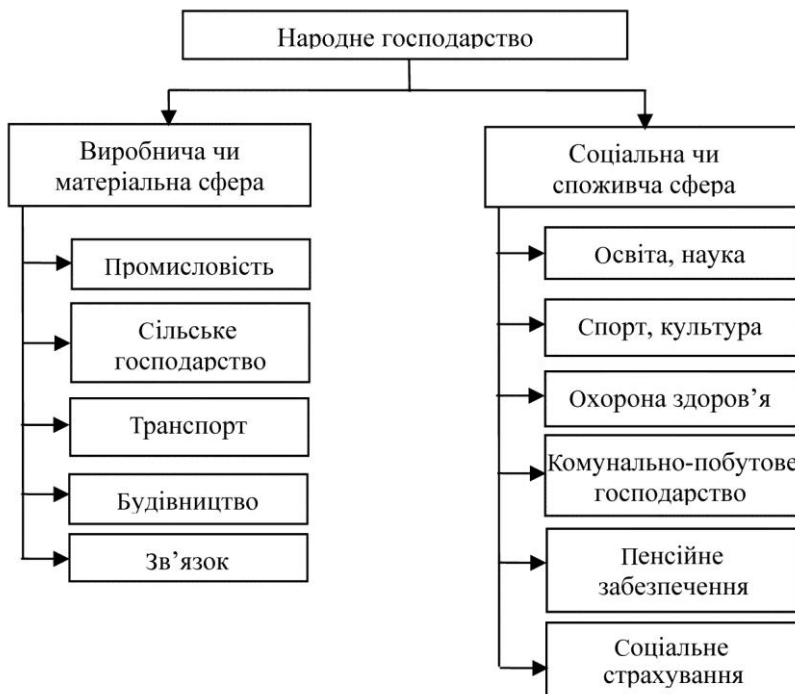 Народне господарство
Виробнича чи
матеріальна сфера
Промисловість
Сільське
господарство
Транспорт
Будівництво
Зв’язок
Соціальна чи
споживча сфера
Освіта, наука
Спорт, культура
Охорона здоров’я
Комунально-побутове
господарство
Пенсійне
забезпечення
Соціальне
страхування